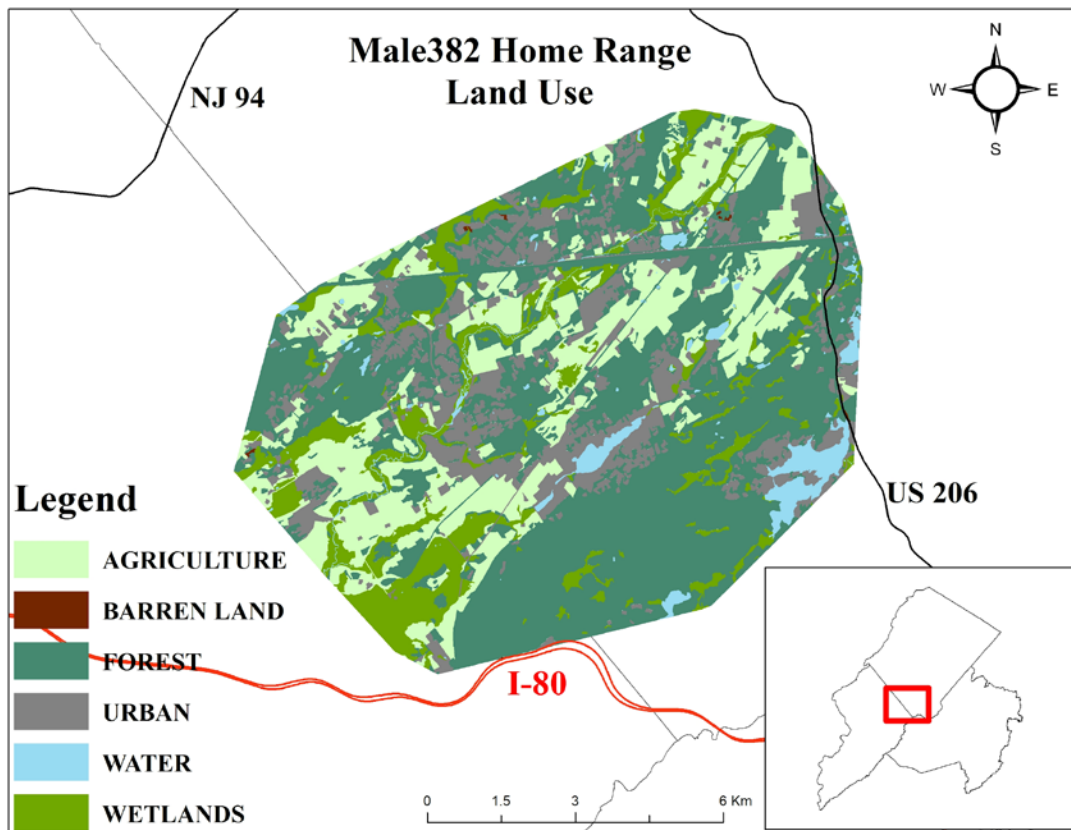 Male382 Home Range
Land Use
NJ 94
N
W
E
S
US 206
Legend
AGRICULTURE
BARREN LAND
FOREST
URBAN
WATER
WETLANDS
I-80
0 1.5 3 6 Km